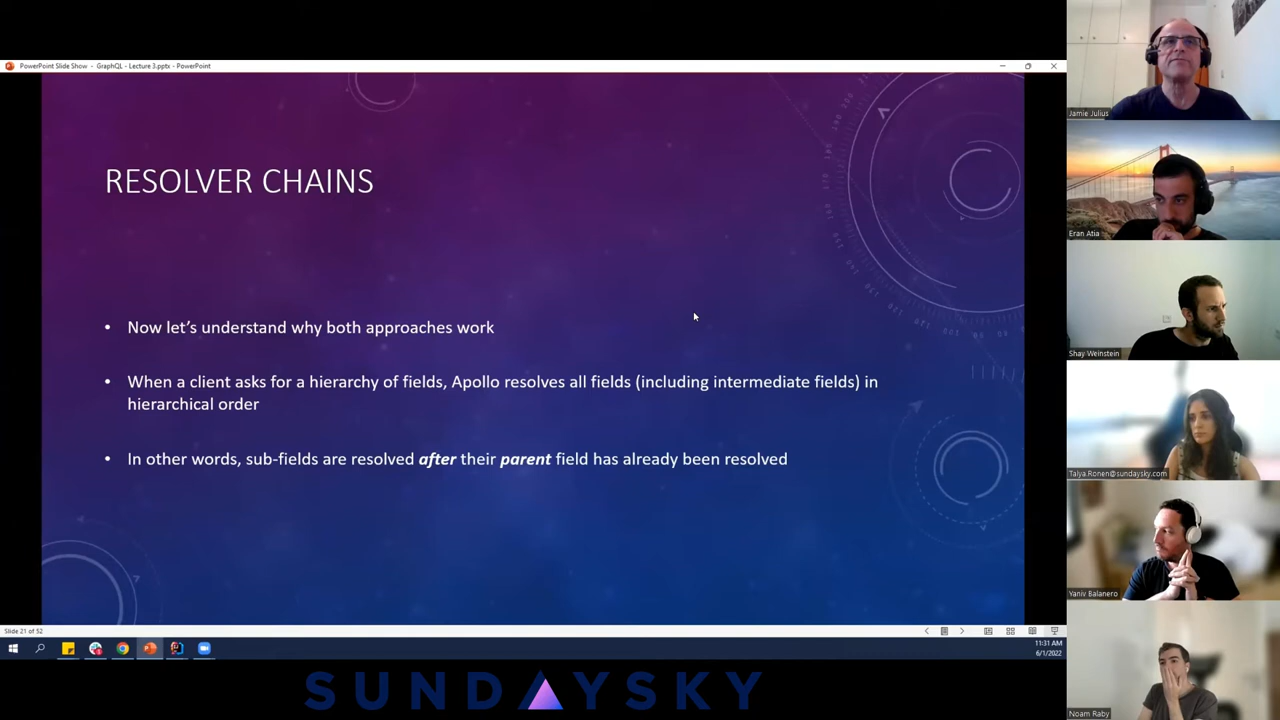 PowerPoint Slide Show - GraphQL - Lecture 3.pptx - PowerPoint
RESOLVER CHAINS
• Now let's understand why both approaches work
• When a client asks for a hierarchy of fields, Apollo resolves all fields (including intermediate fields) in
hierarchical order
• In other words, sub-fields are resolved after their parent field has already been resolved
Slide 21 of 52
11:31 AM
6/1/2022
SUNDAYSKY
Jamie Julius
Eran Atia
Shay Weinstein
Talya.Ronen@sundaysky.com
Yaniv Balanero
Noam Raby